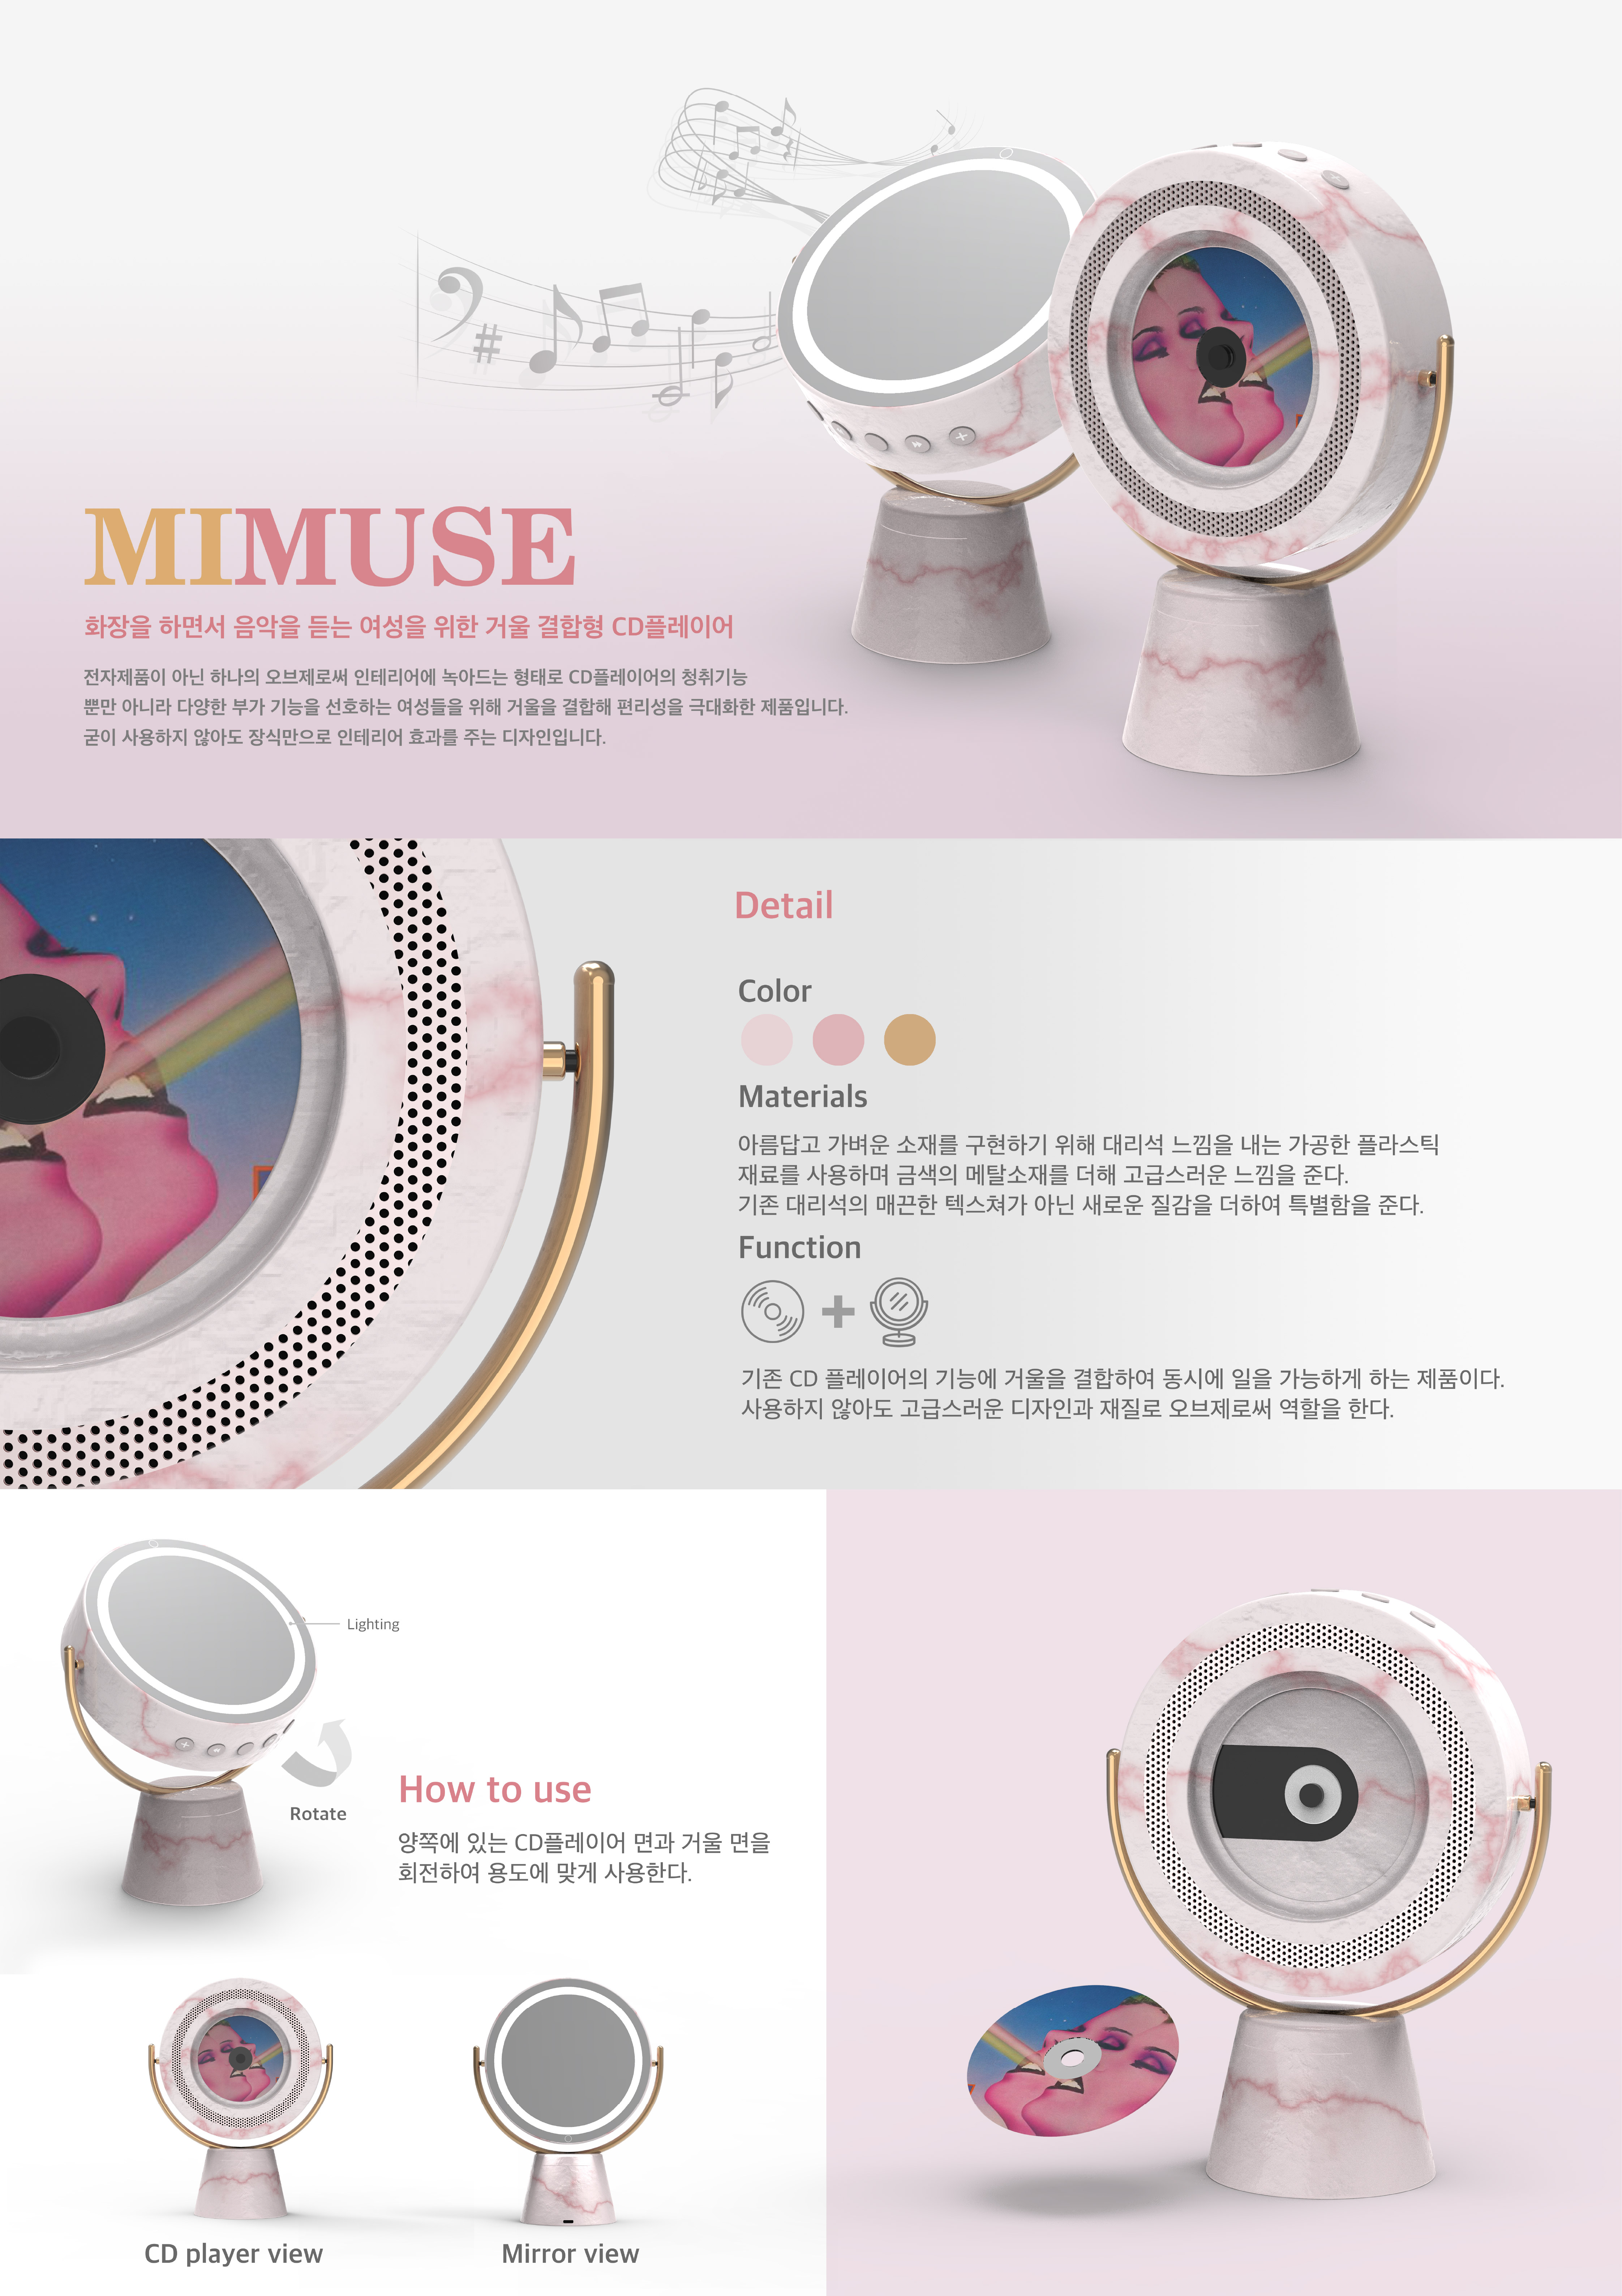 MIMUSE
화장을 하면서 음악을 듣는 여성을 위한 거울 결합형 CD플레이어
전자제품이 아닌 하나의 오브제로써 인테리어에 녹아드는 형태로 CD플레이어의 청취기능
뿐만 아니라 다양한 부가 기능을 선호하는 여성들을 위해 거울을 결합해 편리성을 극대화한 제품입니다.
굳이 사용하지 않아도 장식만으로 인테리어 효과를 주는 디자인입니다.
Detail
Color
Materials
아름답고 가벼운 소재를 구현하기 위해 대리석 느낌을 내는 가공한 플라스틱
재료를 사용하며 금색의 메탈소재를 더해 고급스러운 느낌을 준다.
기존 대리석의 매끈한 텍스쳐가 아닌 새로운 질감을 더하여 특별함을 준다.
Function
기존 CD 플레이어의 기능에 거울을 결합하여 동시에 일을 가능하게 하는 제품이다.
사용하지 않아도 고급스러운 디자인과 재질로 오브제로써 역할을 한다.
Lighting
Rotate
How to use
양쪽에 있는 CD플레이어 면과 거울 면을
회전하여 용도에 맞게 사용한다.
CD player view
Mirror view